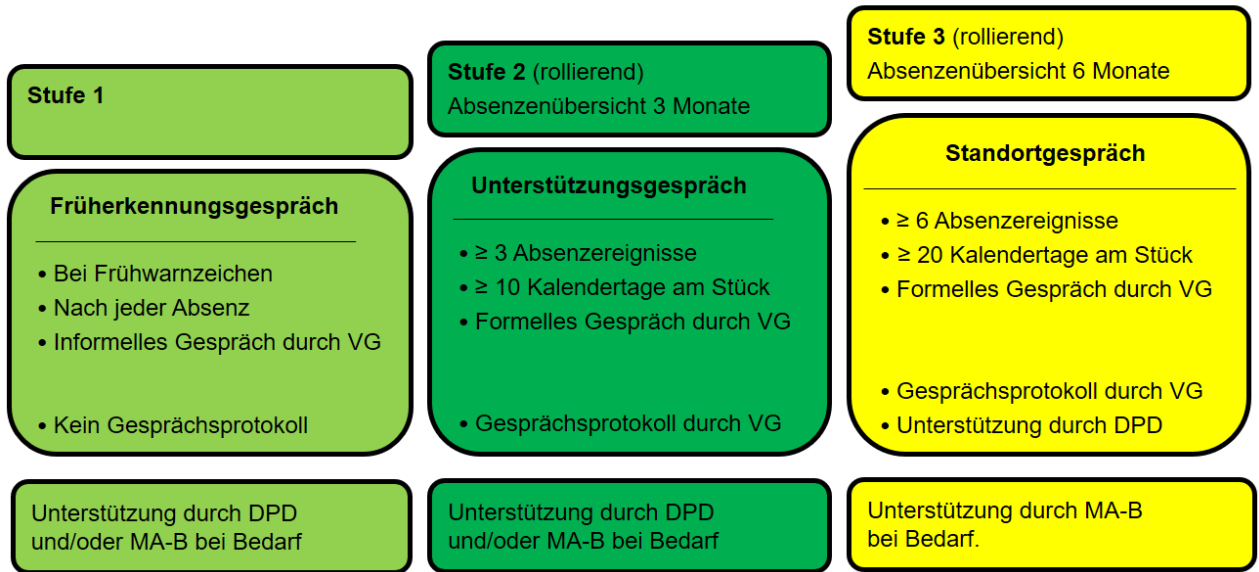 Stufe 1
Frühererkennungsgespräch
• Bei Frühwarnzeichen
• Nach jeder Absenz
• Informelles Gespräch durch VG
• Kein Gesprächsprotokoll
Unterstützung durch DPD
und/oder MA-B bei Bedarf
Stufe 2 (rollierend)
Absenzenübersicht 3 Monate
Unterstützungsgespräch
• ≥ 3 Absenzereignisse
• ≥ 10 Kalendertage am Stück
• Formelles Gespräch durch VG
• Gesprächsprotokoll durch VG
Unterstützung durch DPD
und/oder MA-B bei Bedarf
Stufe 3 (rollierend)
Absenzenübersicht 6 Monate
Standortgespräch
• ≥ 6 Absenzereignisse
• ≥ 20 Kalendertage am Stück
• Formelles Gespräch durch VG
• Gesprächsprotokoll durch VG
• Unterstützung durch DPD
Unterstützung durch MA-B
bei Bedarf.